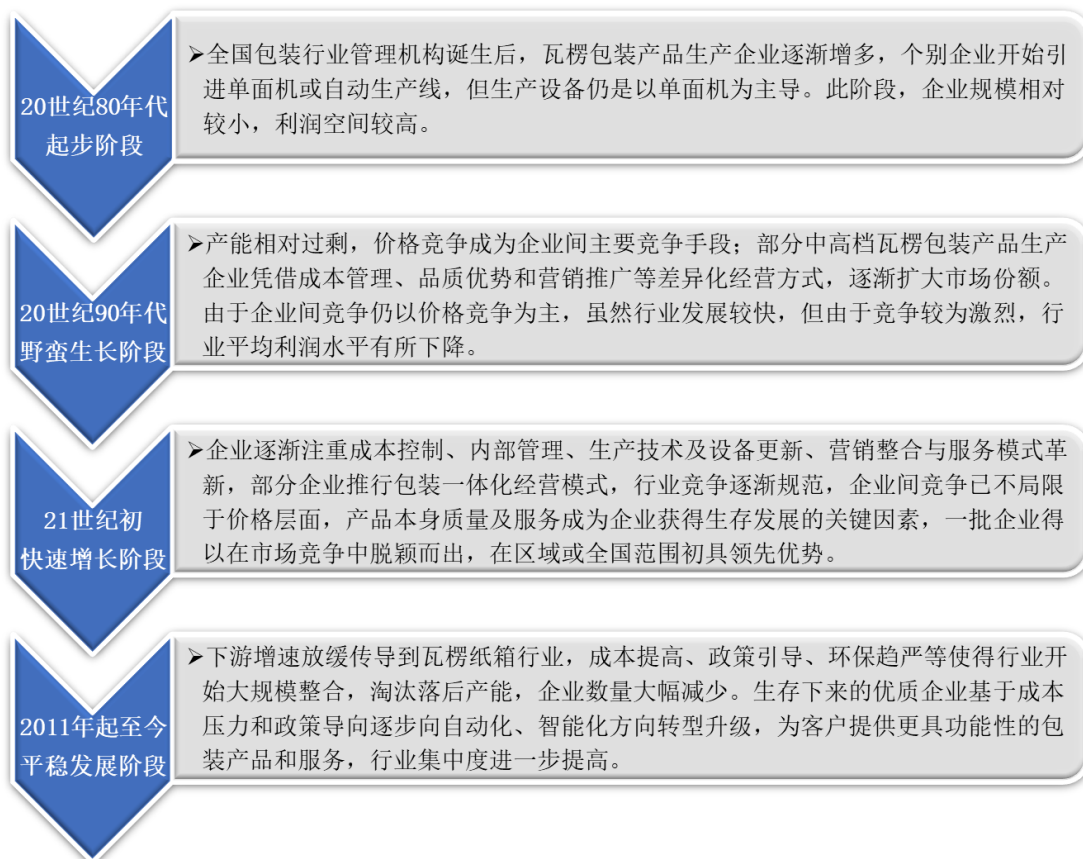 20世纪80年代
起步阶段
➢全国包装行业管理机构诞生后，瓦楞包装产品生产企业逐渐增多，个别企业开始引
进单面机或自动生产线，但生产设备仍是以单面机为主导。此阶段，企业规模相对
较小，利润空间较高。
20世纪90年代
野蛮生长阶段
➢产能相对过剩，价格竞争成为企业间主要竞争手段；部分中高档瓦楞包装产品生产
企业凭借成本管理、品质优势和营销推广等差异化经营方式，逐渐扩大市场份额。
由于企业间竞争仍以价格竞争为主，虽然行业发展较快，但由于竞争较为激烈，行
业平均利润水平有所下降。
21世纪初
快速增长阶段
➢企业逐渐注重成本控制、内部管理、生产技术及设备更新、营销整合与服务模式革
新，部分企业推行包装一体化经营模式，行业竞争逐渐规范，企业间竞争已不局限
于价格层面，产品本身质量及服务成为企业获得生存发展的关键因素，一批企业得
以在市场竞争中脱颖而出，在区域或全国范围初具领先优势。
2011年起至今
平稳发展阶段
➢下游增速放缓传导到瓦楞纸箱行业，成本提高、政策引导、环保趋严等使得行业开
始大规模整合，淘汰落后产能，企业数量大幅减少。生存下来的优质企业基于成本
压力和政策导向逐步向自动化、智能化方向转型升级，为客户提供更具功能性的包
装产品和服务，行业集中度进一步提高。